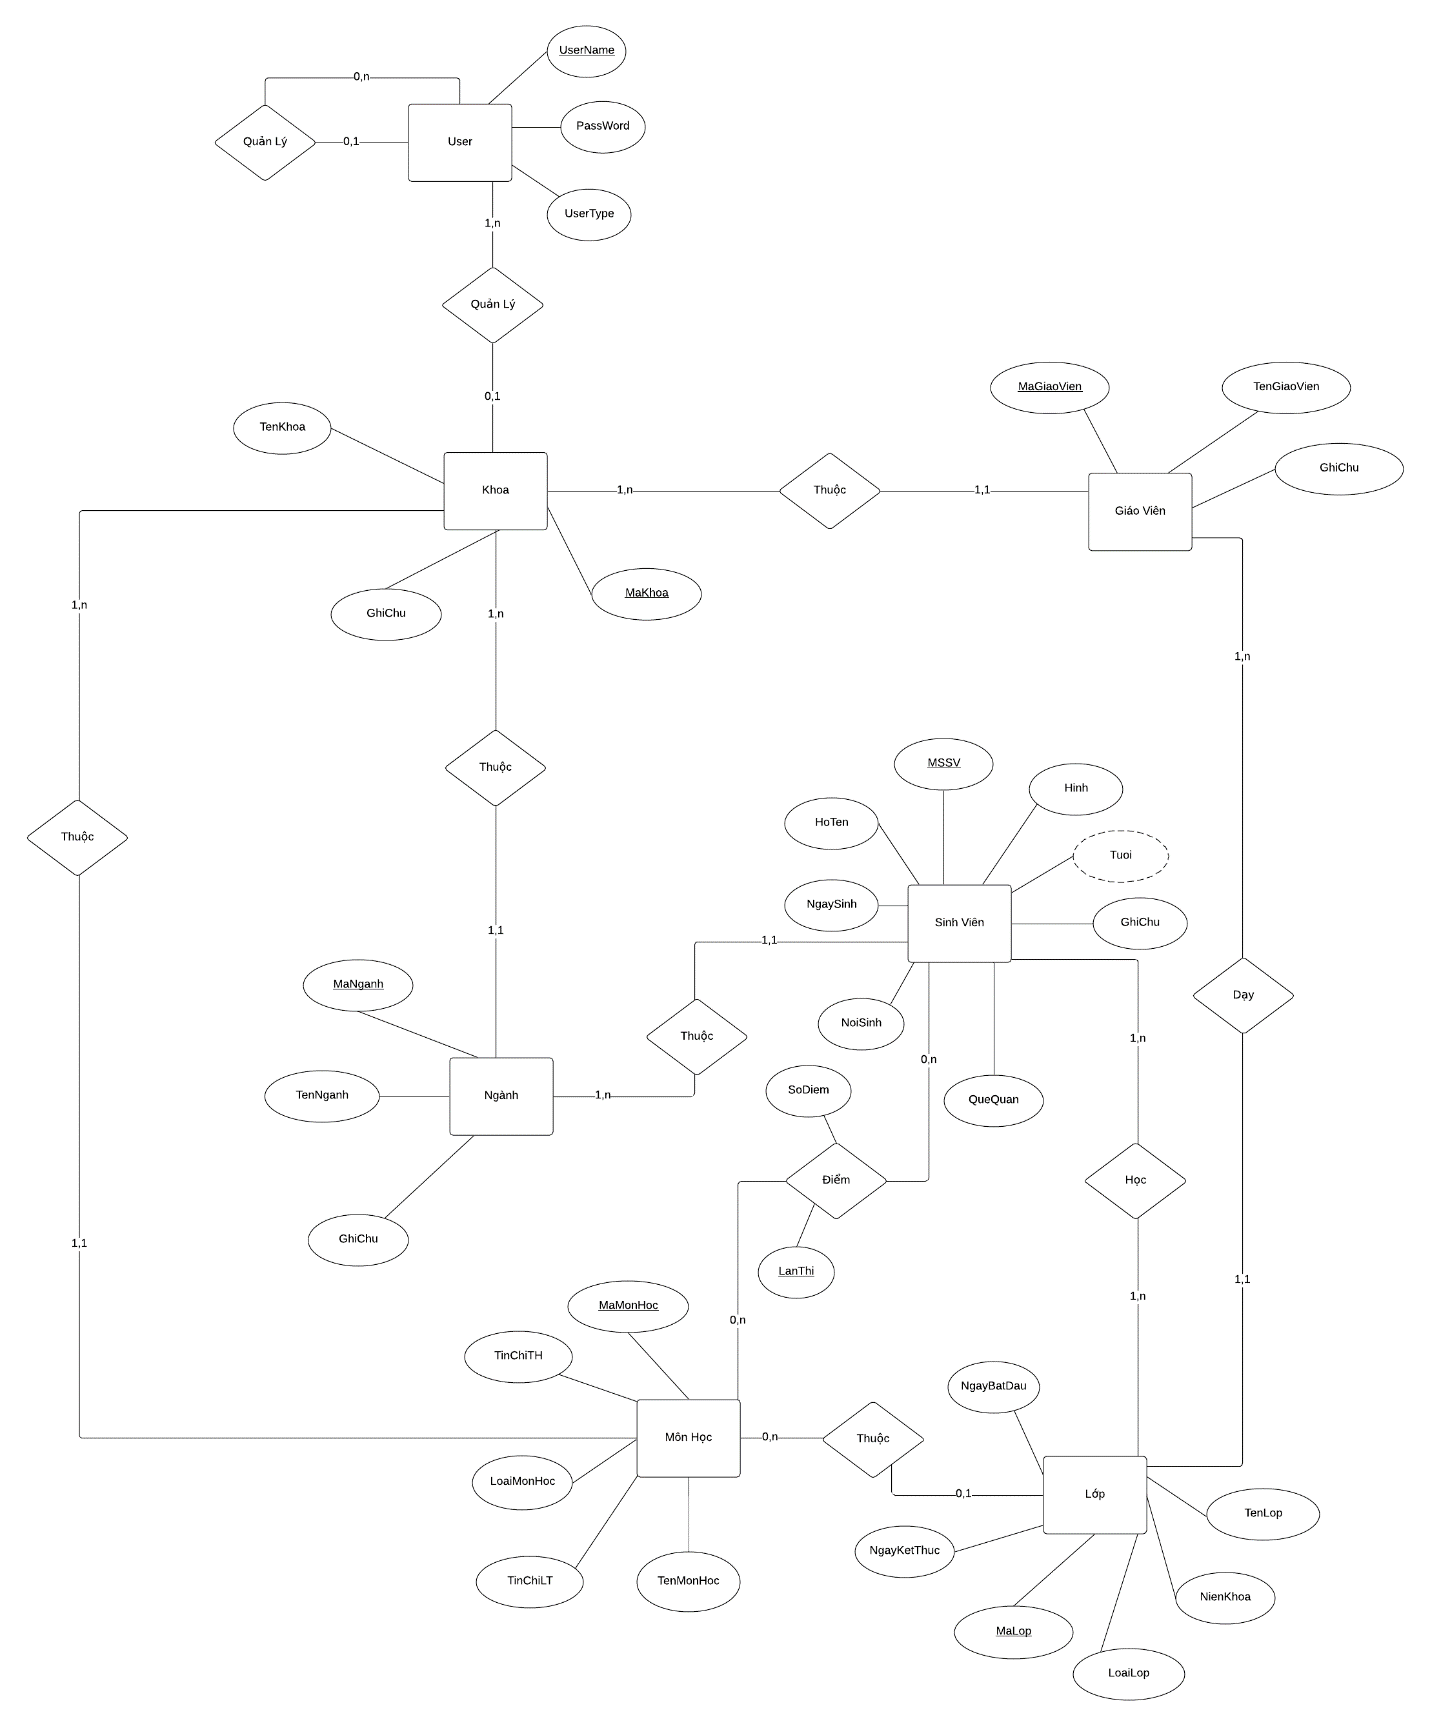 UserName
0,n
PassWord
Quản Lý
0,1
User
UserType
1,n
Quản Lý
MaGiaoVien
TenGiaoVien
0,1
TenKhoa
GhiChu
Khoa
1,n
Thuộc
1,1
Giáo Viên
MaKhoa
1,n
GhiChu
1,n
1,n
MSSV
Thuộc
Hinh
HoTen
Thuộc
Tuoi
NgaySinh
Sinh Viên
GhiChu
1,1
1,1
MaNganh
Dạy
NoiSinh
Thuộc
1,n
0,n
SoDiem
TenNganh
Ngành
1,n
QueQuan
Điểm
Học
GhiChu
1,1
LanThi
1,1
1,n
MaMonHoc
0,n
TinChiTH
NgayBatDau
Môn Học
0,n
Thuộc
LoaiMonHoc
0,1
Lớp
TenLop
NgayKetThuc
TinChiLT
TenMonHoc
NienKhoa
MaLop
LoaiLop